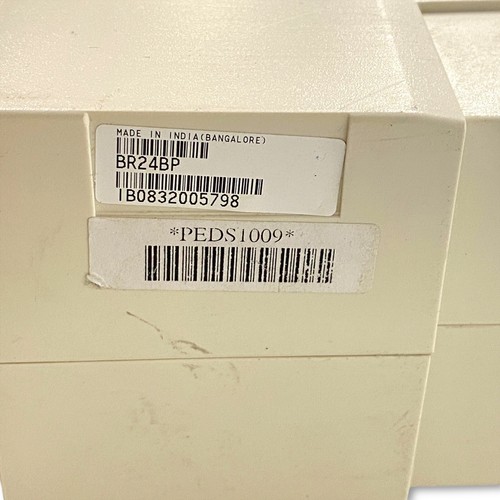 MADE IN INDIA(BANGALORE)
BR24BP
IB0832005798
*PEDS1009*